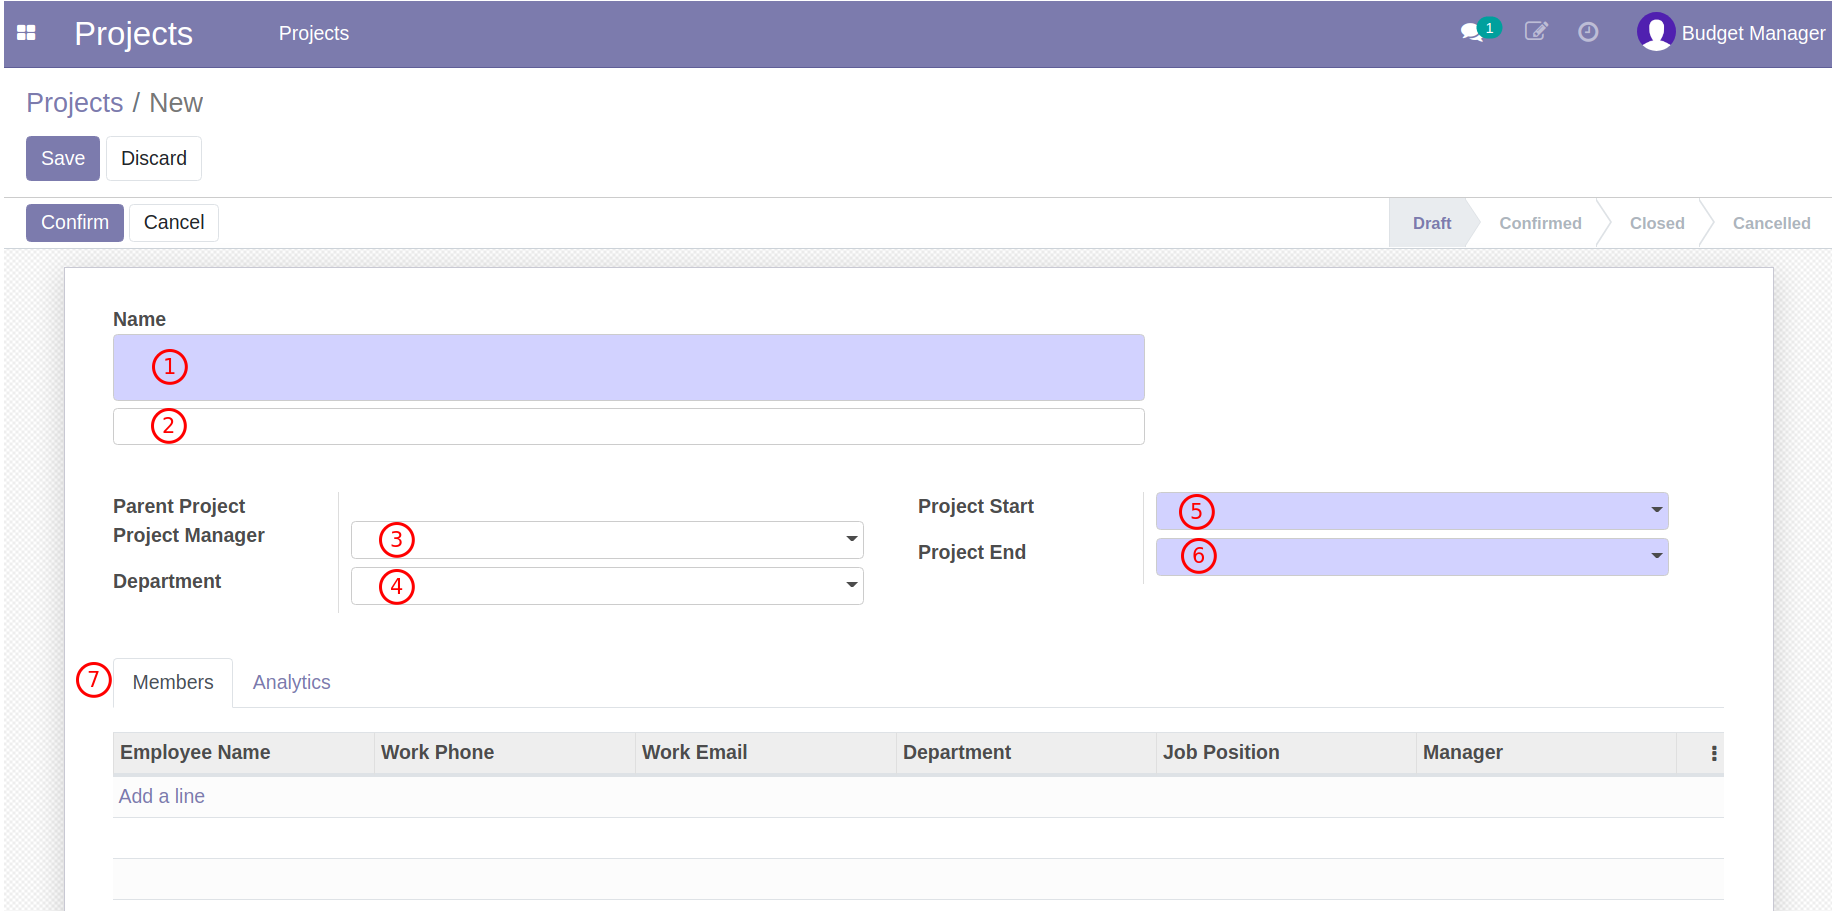 Projects Projects 1 Budget Manager
Projects / New
Save Discard
Confirm Cancel Draft Confirmed Closed Cancelled
Name
1
2
Parent Project
Project Manager 3
Department 4
Project Start 5
Project End 6
7 Members Analytics
Employee Name Work Phone Work Email Department Job Position Manager
Add a line